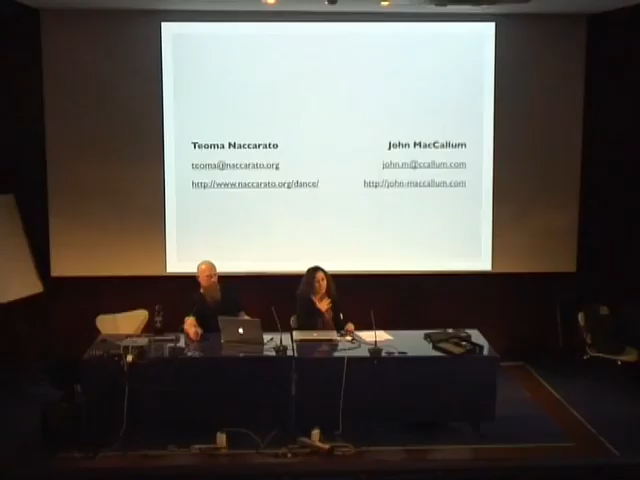 Teoma Naccarato
John MacCallum
teoma@naccarato.org
john.m@ccallum.com
http://www.naccarato.org/dance/
http://john-maccallum.com